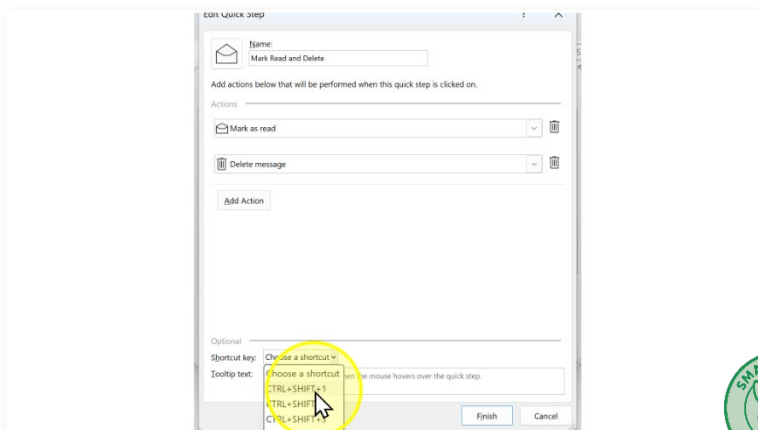 Edit Quick Step
Name:
Mark Read and Delete
Add actions below that will be performed when this quick step is clicked on.
Actions
Mark as read
Delete message
Add Action
Optional
Shortcut key: Choose a shortcut
Tooltip text: the mouse hovers over the quick step.
Choose a shortcut
CTRL+SHIFT+1
CTRL+SHIFT
CTRL+SHIFT+3
Finish Cancel